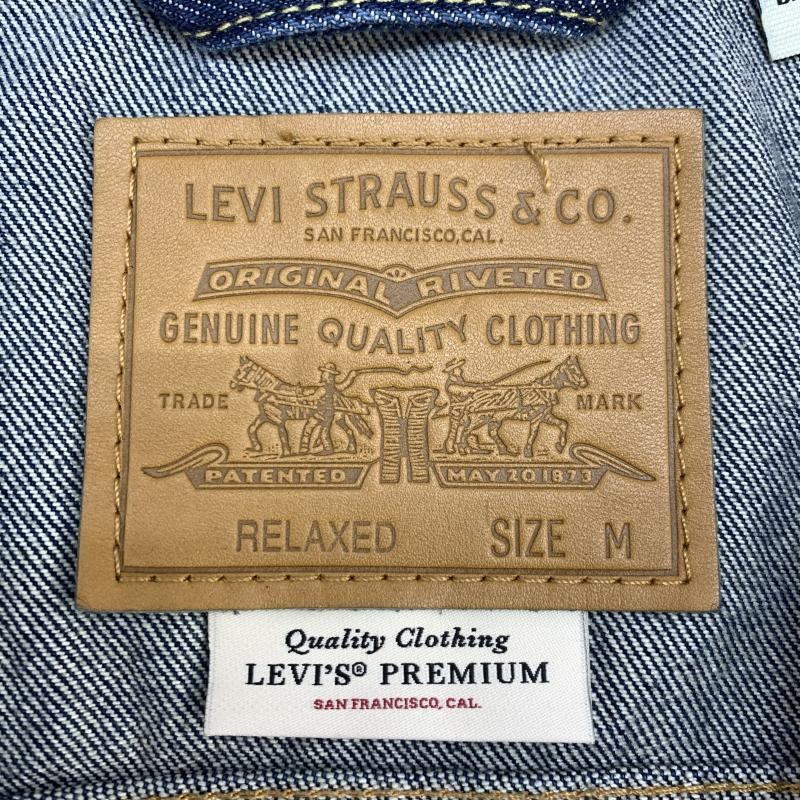 LEVI STRAUSS & CO.
SAN FRANCISCO, CAL.
ORIGINAL RIVETED
GENUINE QUALITY CLOTHING
TRADE MARK
PATENTED MAY 20 1873
RELAXED SIZE M
Quality Clothing
LEVI'S® PREMIUM
SAN FRANCISCO, CAL.